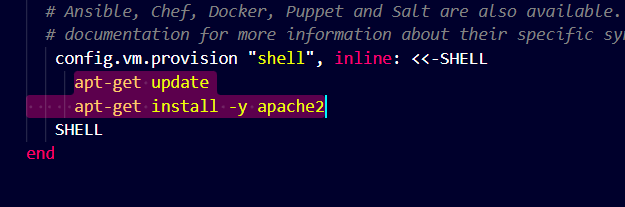 # Ansible, Chef, Docker, Puppet and Salt are also available.
# documentation for more information about their specific sy
config.vm.provision "shell", inline: <<-SHELL
apt-get update
apt-get install -y apache2
SHELL
end